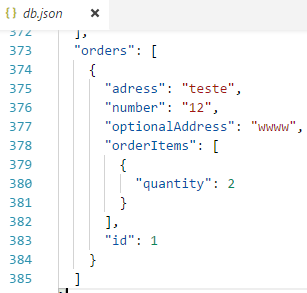 {} db.json ×
372 ],
373 "orders": [
374 {
375 "adress": "teste",
376 "number": "12",
377 "optionalAddress": "wwww",
378 "orderItems": [
379 {
380 "quantity": 2
381 }
382 ],
383 "id": 1
384 }
385 ]